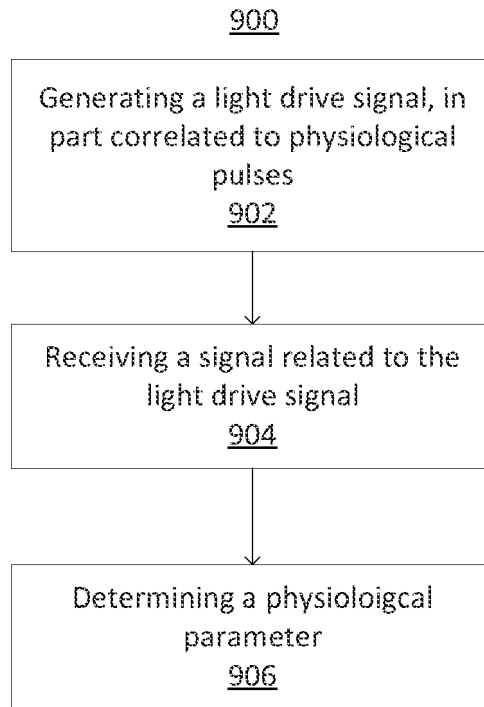 900
Generating a light drive signal, in
part correlated to physiological
pulses
902
Receiving a signal related to the
light drive signal
904
Determining a physioloigcal
parameter
906